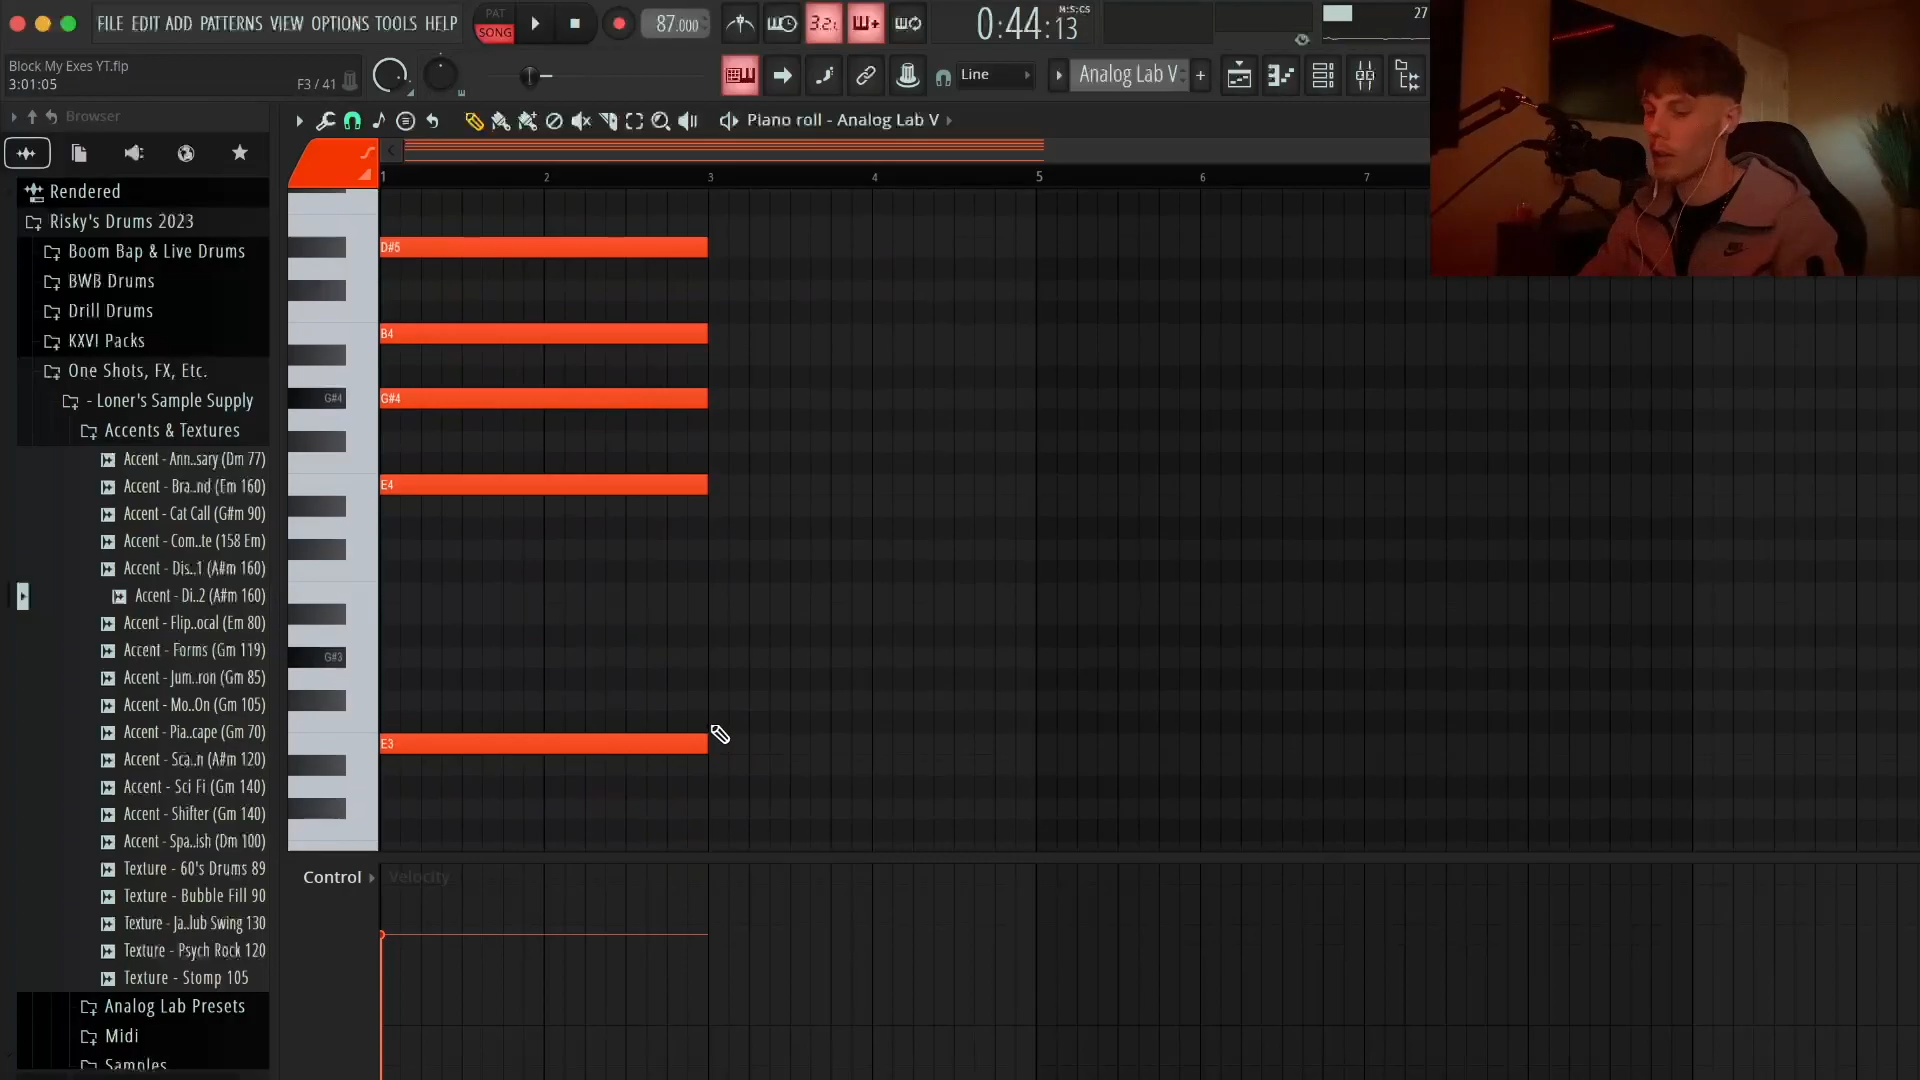 FILE EDIT ADD PATTERNS VIEW OPTIONS TOOLS HELP
PAT
SONG
87.000
3.2.
0:44:13
M:S:CS
27
Block My Exes YT.flp
3:01:05
F3 / 41
Line
Analog Lab V
Browser
Piano roll - Analog Lab V
1 2 3 4 5 6 7
Rendered
Risky's Drums 2023
Boom Bap & Live Drums
BWB Drums
Drill Drums
KXVI Packs
One Shots, FX, Etc.
- Loner's Sample Supply
Accents & Textures
Accent - Ann..sary (Dm 77)
Accent - Bra..nd (Em 160)
Accent - Cat Call (G#m 90)
Accent - Com..te (158 Em)
Accent - Dis..1 (A#m 160)
Accent - Di..2 (A#m 160)
Accent - Flip..ocal (Em 80)
Accent - Forms (Gm 119)
Accent - Jum..ron (Gm 85)
Accent - Mo..On (Gm 105)
Accent - Pia..cape (Gm 70)
Accent - Sca..n (A#m 120)
Accent - Sci Fi (Gm 140)
Accent - Shifter (Gm 140)
Accent - Spa..ish (Dm 100)
Texture - 60's Drums 89
Texture - Bubble Fill 90
Texture - Ja..lub Swing 130
Texture - Psych Rock 120
Texture - Stomp 105
Analog Lab Presets
Midi
Samples
D#5
B4
G#4
G#4
E4
G#3
E3
Control
Velocity